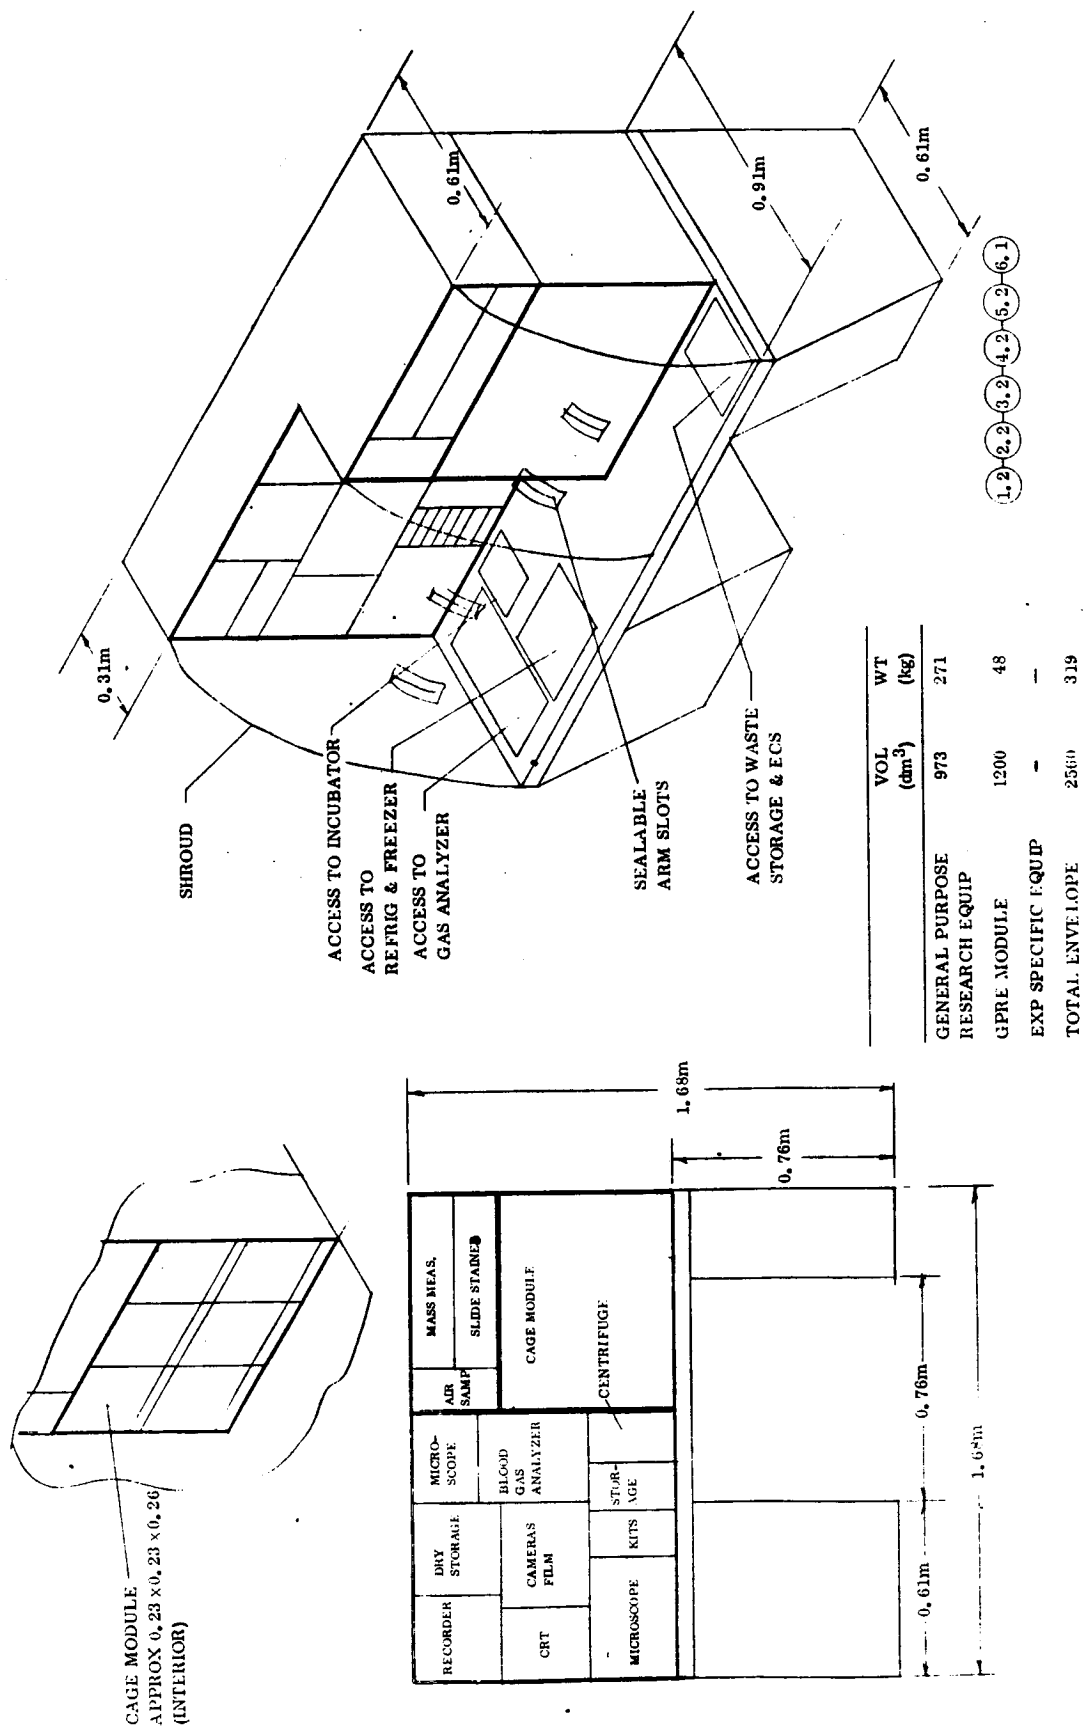 CAGE MODULE
APPROX 0.23 x 0.23 x 0.26
(INTERIOR)
SHROUD
ACCESS TO INCUBATOR
ACCESS TO
REFRIG & FREEZER
ACCESS TO
GAS ANALYZER
SEALABLE
ARM SLOTS
ACCESS TO WASTE
STORAGE & ECS
0.31m
0.61m
0.91m
0.61m
1.2 2.2 3.2 4.2 5.2 6.1
RECORDER
DRY
STORAGE
MICRO-
SCOPE
AIR
SAMP
MASS MEAS.
SLIDE STAINER
CRT
CAMERAS
FILM
BLOOD
GAS
ANALYZER
CAGE MODULE
MICROSCOPE
KITS
STOR-
AGE
CENTRIFUGE
1.68m
0.76m
0.61m
0.76m
1.68m
VOL WT
(dm³) (kg)
GENERAL PURPOSE
RESEARCH EQUIP 973 271
GPRE MODULE 1200 48
EXP SPECIFIC EQUIP - —
TOTAL ENVELOPE 2560 319